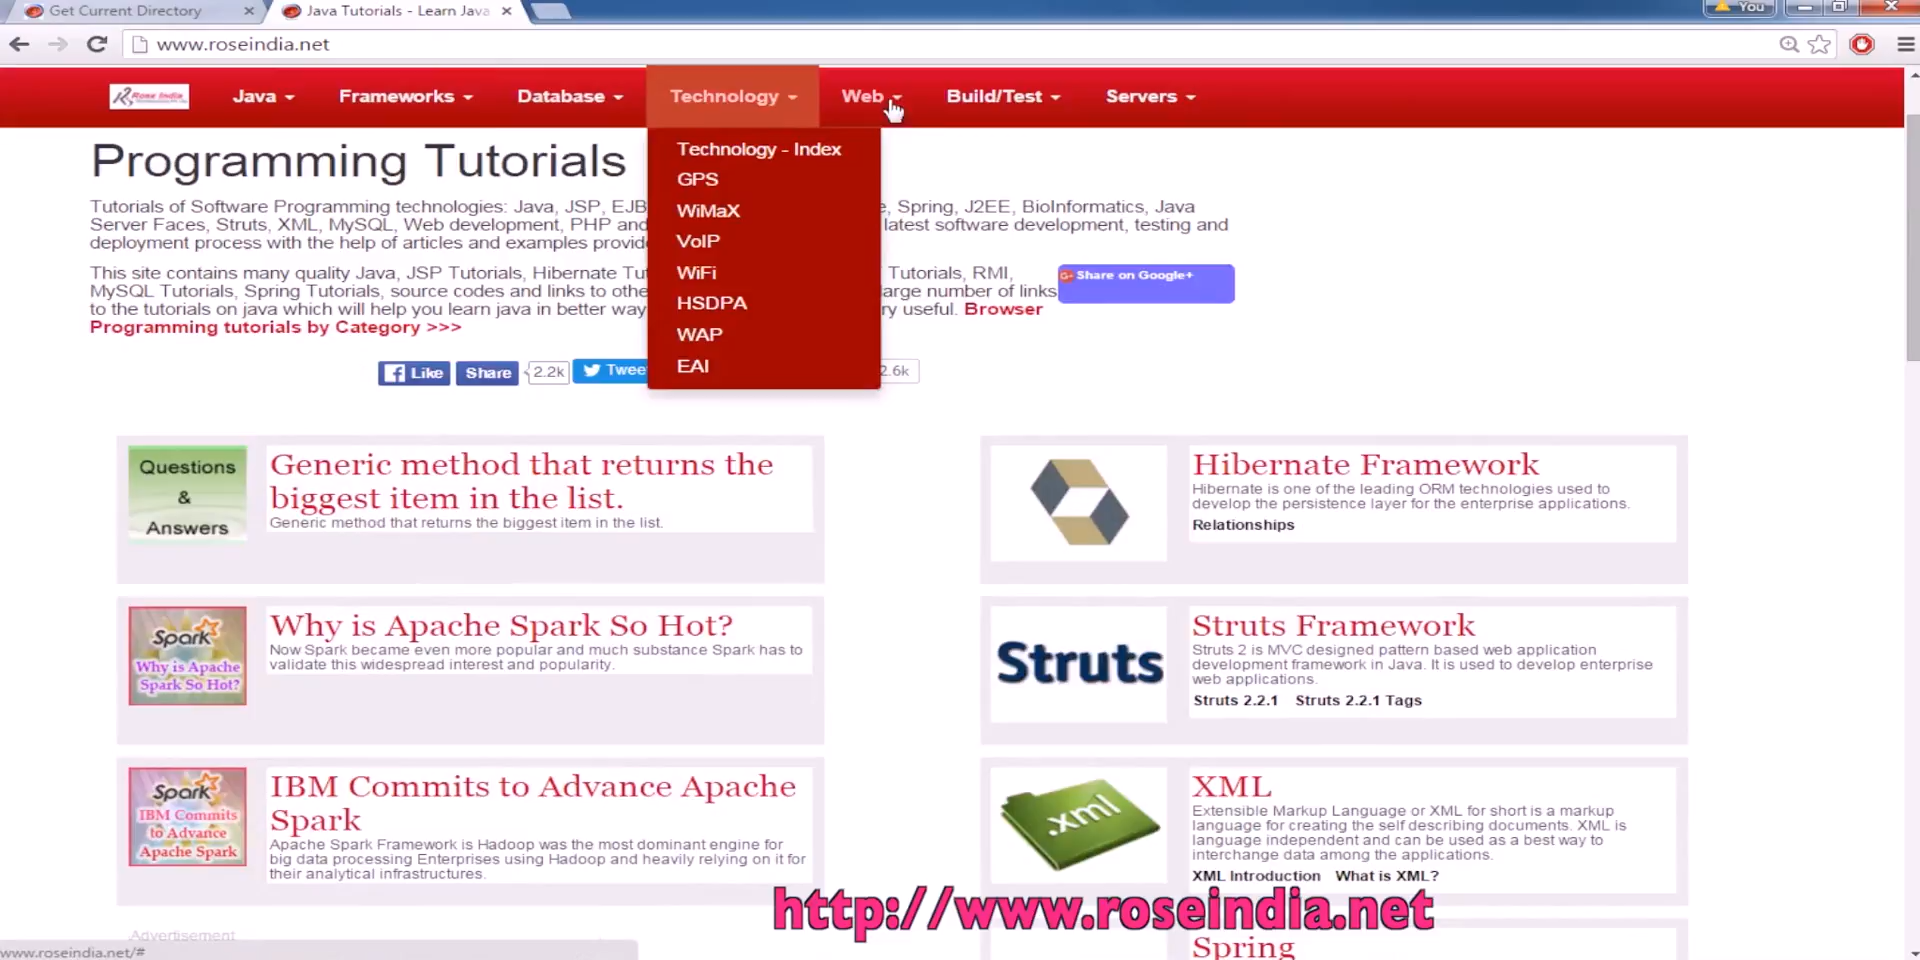 Get Current Directory
Java Tutorials - Learn Java
You
www.roseindia.net
Rose India
Java
Frameworks
Database
Technology
Web
Build/Test
Servers
Technology - Index
GPS
WiMaX
VoIP
WiFi
HSDPA
WAP
EAI
Programming Tutorials
Tutorials of Software Programming technologies: Java, JSP, EJB
e, Spring, J2EE, BioInformatics, Java
Server Faces, Struts, XML, MySQL, Web development, PHP and
latest software development, testing and
deployment process with the help of articles and examples provid
This site contains many quality Java, JSP Tutorials, Hibernate Tut
Tutorials, RMI,
MySQL Tutorials, Spring Tutorials, source codes and links to othe
large number of links
to the tutorials on java which will help you learn java in better way
ry useful. Browser
Programming tutorials by Category >>>
G+ Share on Google+
Like
Share
2.2k
Twee
2.6k
Questions
&
Answers
Generic method that returns the
biggest item in the list.
Generic method that returns the biggest item in the list.
Hibernate Framework
Hibernate is one of the leading ORM technologies used to
develop the persistence layer for the enterprise applications.
Relationships
Spark
Why is Apache
Spark So Hot?
Why is Apache Spark So Hot?
Now Spark became even more popular and much substance Spark has to
validate this widespread interest and popularity.
Struts
Struts Framework
Struts 2 is MVC designed pattern based web application
development framework in Java. It is used to develop enterprise
web applications.
Struts 2.2.1 Struts 2.2.1 Tags
Spark
IBM Commits
to Advance
Apache Spark
IBM Commits to Advance Apache
Spark
Apache Spark Framework is Hadoop was the most dominant engine for
big data processing Enterprises using Hadoop and heavily relying on it for
their analytical infrastructures.
.xml
XML
Extensible Markup Language or XML for short is a markup
language for creating the self describing documents. XML is
language independent and can be used as a best way to
interchange data among the applications.
XML Introduction What is XML?
http://www.roseindia.net
Advertisement
Spring
www.roseindia.net/#